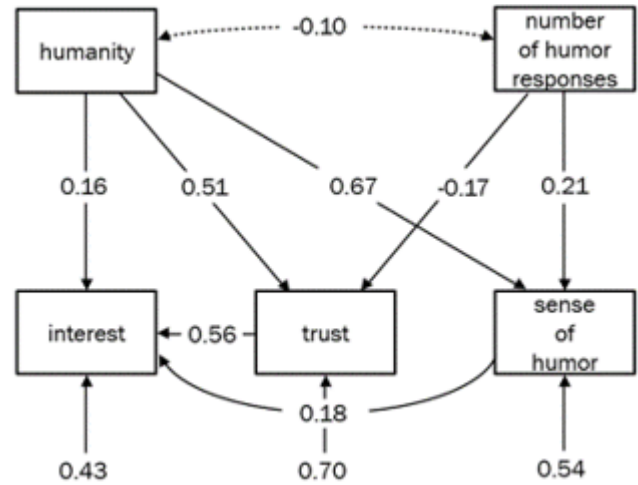 humanity
-0.10
number
of humor
responses
0.16
0.51
0.67
-0.17
0.21
interest
0.56
trust
sense
of
humor
0.18
0.43
0.70
0.54